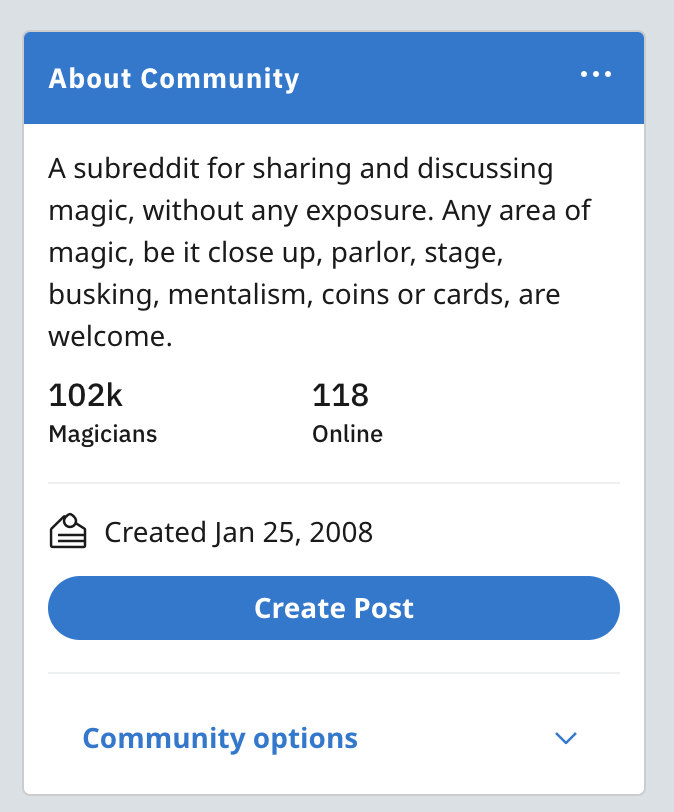 About Community
A subreddit for sharing and discussing
magic, without any exposure. Any area of
magic, be it close up, parlor, stage,
busking, mentalism, coins or cards, are
welcome.
102k 118
Magicians Online
Created Jan 25, 2008
Create Post
Community options